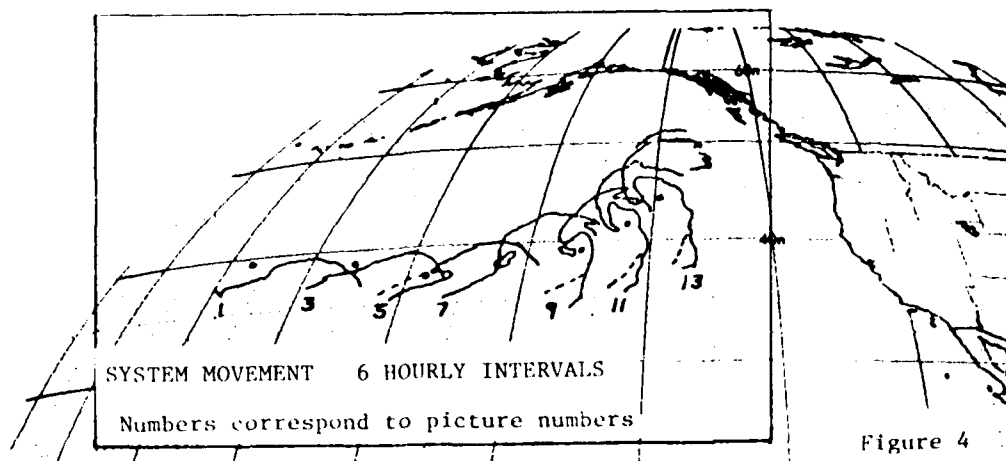 60n
40n
1 3 5 7 9 11 13
SYSTEM MOVEMENT 6 HOURLY INTERVALS
Numbers correspond to picture numbers
Figure 4